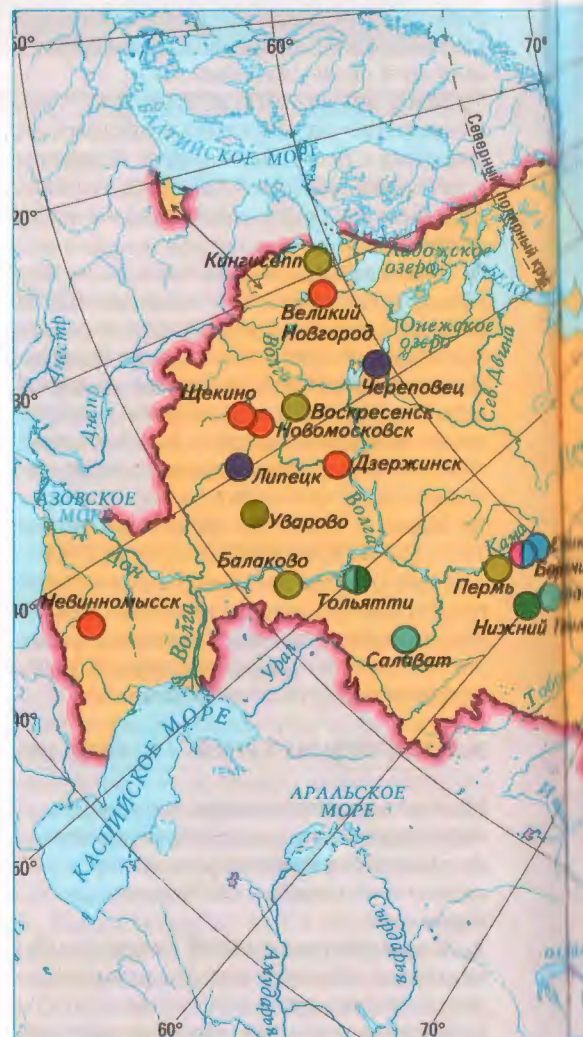 50°
60°
70°
БАЛТИЙСКОЕ МОРЕ
Северный полярный круг
20°
Кингисепп
Ладожское
озеро
Великий
Новгород
Онежское
озеро
Днестр
Волга
Сев. Двина
Череповец
30°
Щекино
Воскресенск
Днепр
Новомосковск
Липецк
Дзержинск
АЗОВСКОЕ
МОРЕ
Уварово
Волга
Дон
Кама
Балаково
Тольятти
Пермь
40°
Невинномысск
Волга
Нижний
Салават
Урал
40°
КАСПИЙСКОЕ МОРЕ
АРАЛЬСКОЕ
МОРЕ
50°
Сырдарья
Амударья
60°
70°